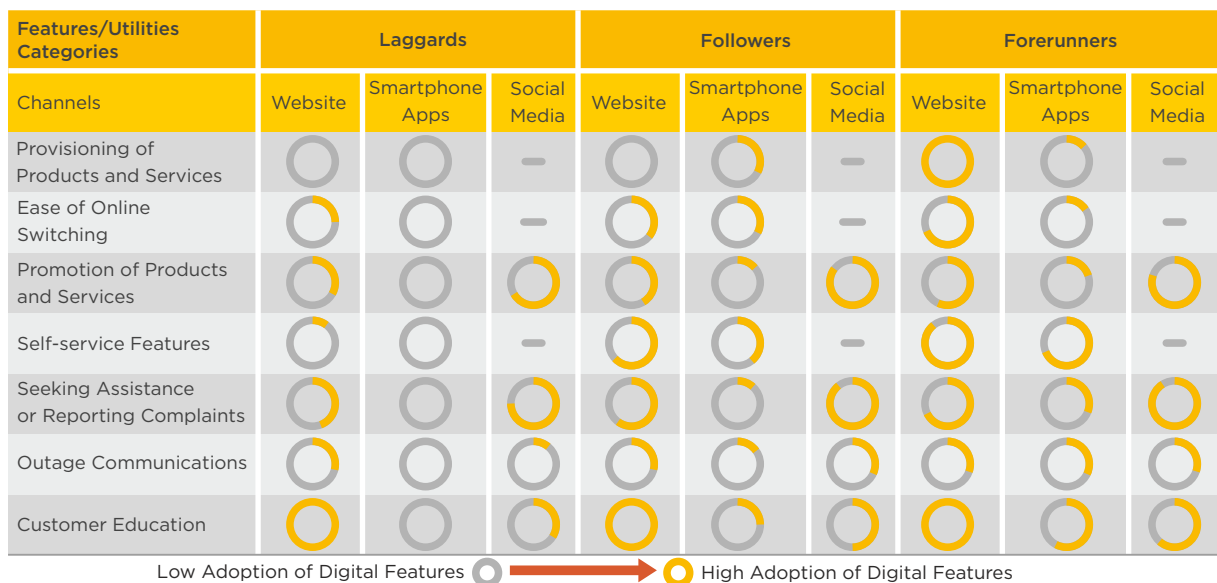 Features/Utilities
Categories
Laggards
Followers
Forerunners
Channels
Website
Smartphone
Apps
Social
Media
Website
Smartphone
Apps
Social
Media
Website
Smartphone
Apps
Social
Media
Provisioning of
Products and Services
Ease of Online
Switching
Promotion of Products
and Services
Self-service Features
Seeking Assistance
or Reporting Complaints
Outage Communications
Customer Education
Low Adoption of Digital Features
High Adoption of Digital Features